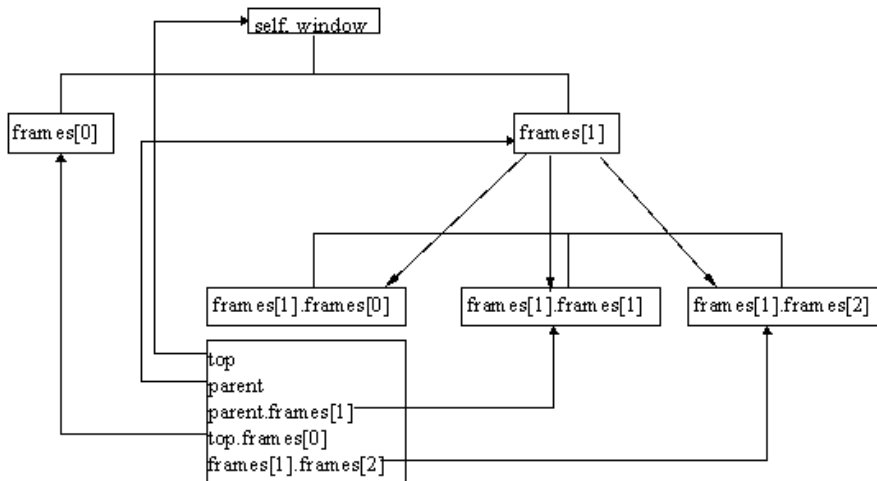 self, window
frames[0]
frames[1]
frames[1].frames[0]
frames[1].frames[1]
frames[1].frames[2]
top
parent
parent.frames[1]
top.frames[0]
frames[1].frames[2]